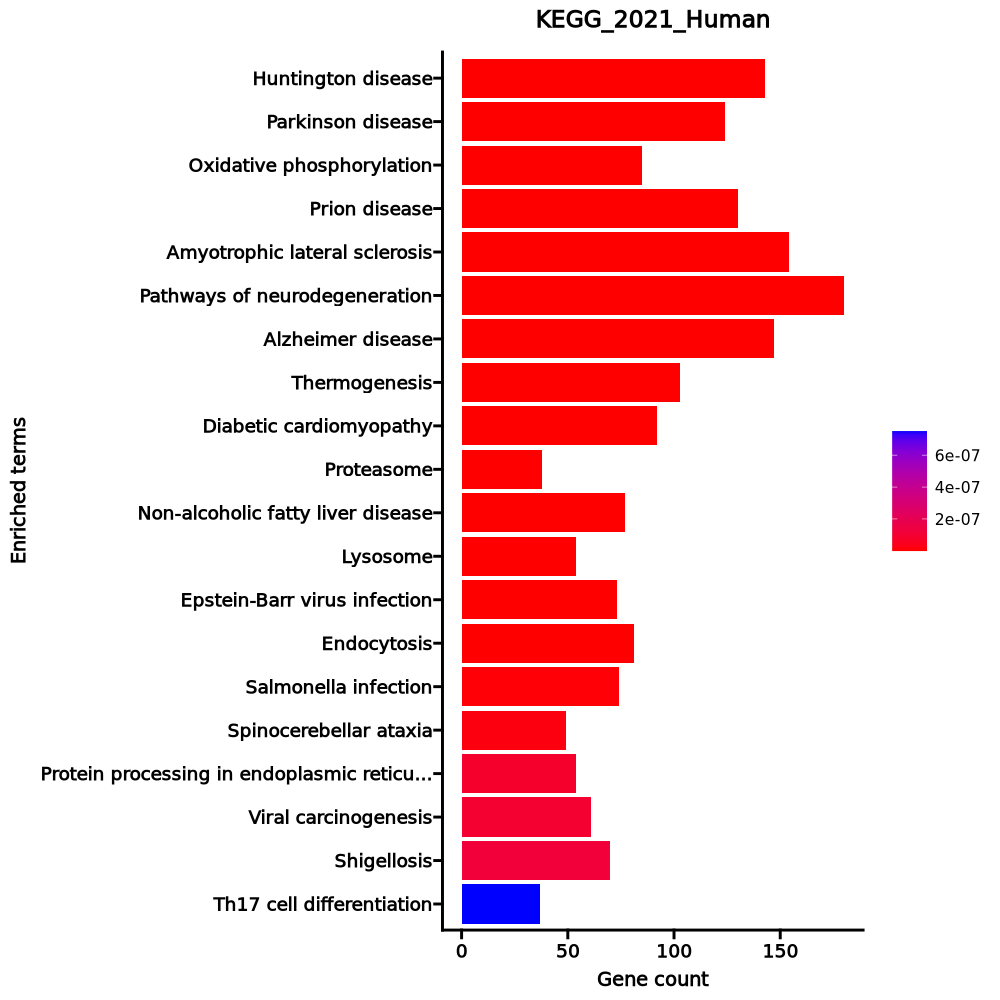 KEGG_2021_Human
Huntington disease
Parkinson disease
Oxidative phosphorylation
Prion disease
Amyotrophic lateral sclerosis
Pathways of neurodegeneration
Alzheimer disease
Thermogenesis
Diabetic cardiomyopathy
Proteasome
Non-alcoholic fatty liver disease
Lysosome
Epstein-Barr virus infection
Endocytosis
Salmonella infection
Spinocerebellar ataxia
Protein processing in endoplasmic reticu...
Viral carcinogenesis
Shigellosis
Th17 cell differentiation
Enriched terms
0 50 100 150
Gene count
6e-07
4e-07
2e-07